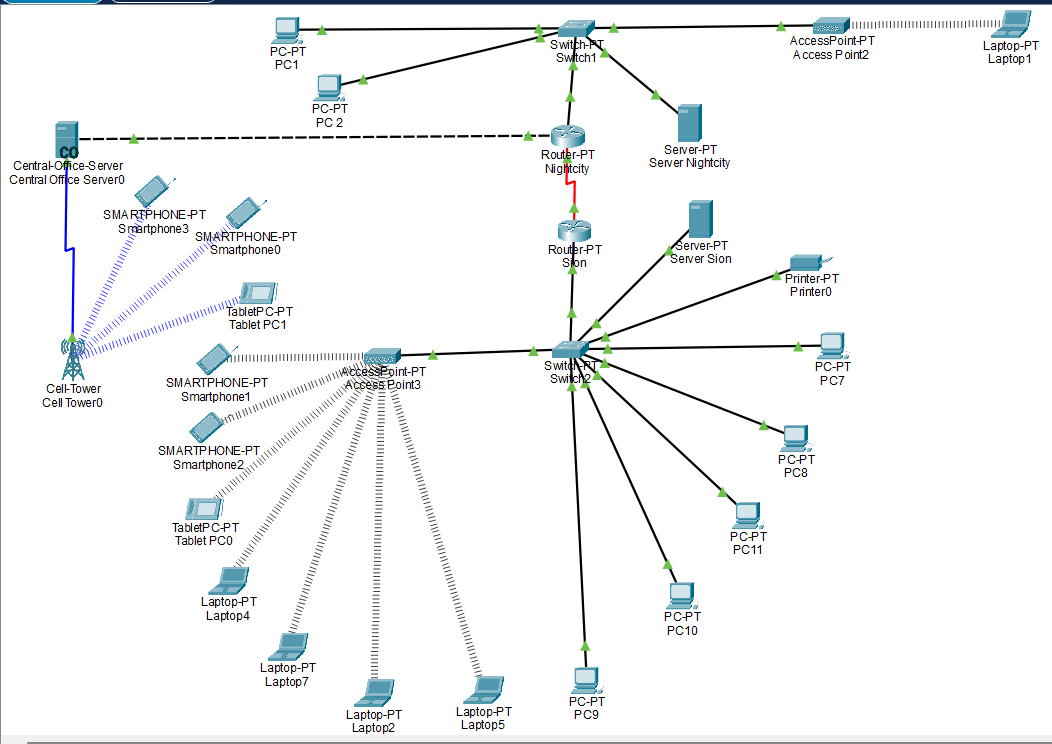 PC-PT
PC1
Switch-PT
Switch1
AccessPoint-PT
Access Point2
Laptop-PT
Laptop1
PC-PT
PC 2
CO
Central-Office-Server
Central Office Server0
Router-PT
Nightcity
Server-PT
Server Nightcity
SMARTPHONE-PT
Smartphone3
SMARTPHONE-PT
Smartphone0
Router-PT
Sion
Server-PT
Server Sion
Printer-PT
Printer0
TabletPC-PT
Tablet PC1
Cell-Tower
Cell Tower0
SMARTPHONE-PT
Smartphone1
AccessPoint-PT
Access Point3
Switch-PT
Switch2
PC-PT
PC7
SMARTPHONE-PT
Smartphone2
PC-PT
PC8
TabletPC-PT
Tablet PC0
PC-PT
PC11
Laptop-PT
Laptop4
PC-PT
PC10
Laptop-PT
Laptop7
Laptop-PT
Laptop2
Laptop-PT
Laptop5
PC-PT
PC9